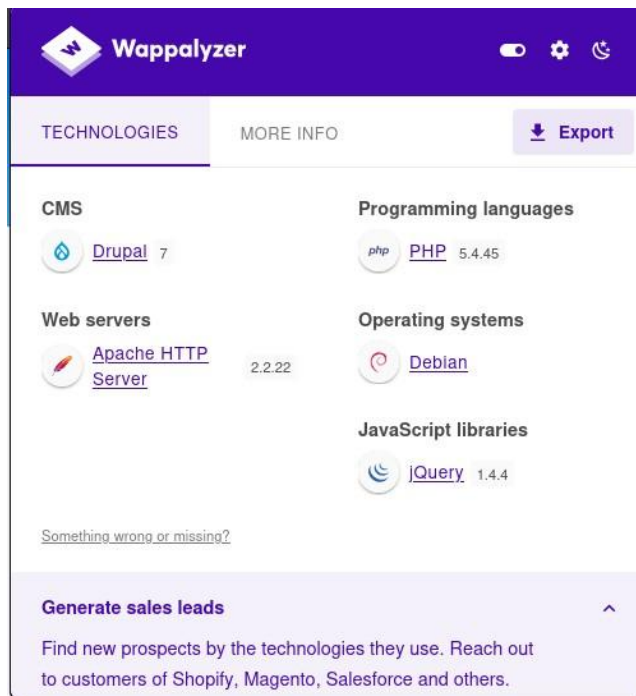 Wappalyzer
TECHNOLOGIES
MORE INFO
Export
CMS
Drupal 7
Programming languages
php PHP 5.4.45
Web servers
Apache HTTP
Server 2.2.22
Operating systems
Debian
JavaScript libraries
jQuery 1.4.4
Something wrong or missing?
Generate sales leads
Find new prospects by the technologies they use. Reach out
to customers of Shopify, Magento, Salesforce and others.